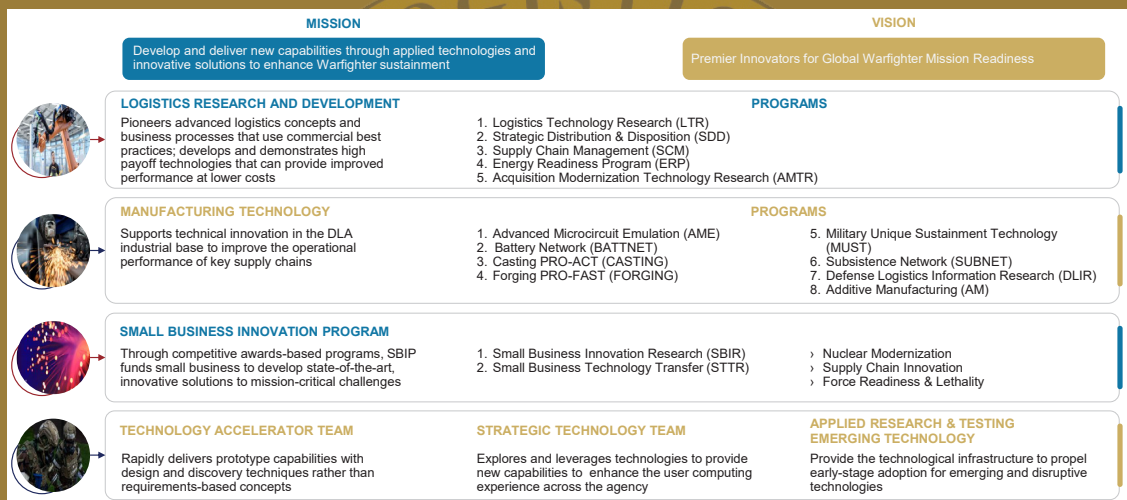 MISSION
Develop and deliver new capabilities through applied technologies and
innovative solutions to enhance Warfighter sustainment
VISION
Premier Innovators for Global Warfighter Mission Readiness
LOGISTICS RESEARCH AND DEVELOPMENT
Pioneers advanced logistics concepts and
business processes that use commercial best
practices; develops and demonstrates high
payoff technologies that can provide improved
performance at lower costs
PROGRAMS
1. Logistics Technology Research (LTR)
2. Strategic Distribution & Disposition (SDD)
3. Supply Chain Management (SCM)
4. Energy Readiness Program (ERP)
5. Acquisition Modernization Technology Research (AMTR)
MANUFACTURING TECHNOLOGY
Supports technical innovation in the DLA
industrial base to improve the operational
performance of key supply chains
PROGRAMS
1. Advanced Microcircuit Emulation (AME)
2. Battery Network (BATTNET)
3. Casting PRO-ACT (CASTING)
4. Forging PRO-FAST (FORGING)
5. Military Unique Sustainment Technology
(MUST)
6. Subsistence Network (SUBNET)
7. Defense Logistics Information Research (DLIR)
8. Additive Manufacturing (AM)
SMALL BUSINESS INNOVATION PROGRAM
Through competitive awards-based programs, SBIP
funds small business to develop state-of-the-art,
innovative solutions to mission-critical challenges
1. Small Business Innovation Research (SBIR)
2. Small Business Technology Transfer (STTR)
› Nuclear Modernization
› Supply Chain Innovation
› Force Readiness & Lethality
TECHNOLOGY ACCELERATOR TEAM
Rapidly delivers prototype capabilities with
design and discovery techniques rather than
requirements-based concepts
STRATEGIC TECHNOLOGY TEAM
Explores and leverages technologies to provide
new capabilities to enhance the user computing
experience across the agency
APPLIED RESEARCH & TESTING
EMERGING TECHNOLOGY
Provide the technological infrastructure to propel
early-stage adoption for emerging and disruptive
technologies